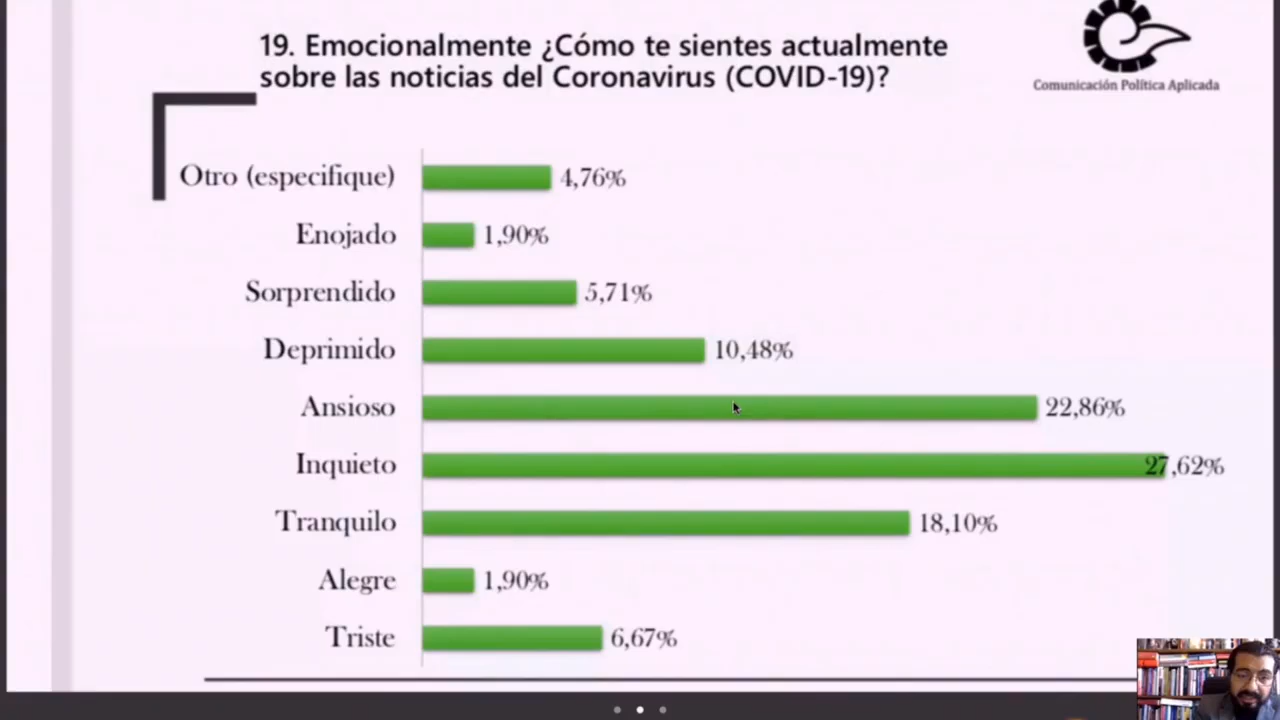 19. Emocionalmente ¿Cómo te sientes actualmente
sobre las noticias del Coronavirus (COVID-19)?
Comunicación Política Aplicada
Otro (especifique) 4,76%
Enojado 1,90%
Sorprendido 5,71%
Deprimido 10,48%
Ansioso 22,86%
Inquieto 27,62%
Tranquilo 18,10%
Alegre 1,90%
Triste 6,67%